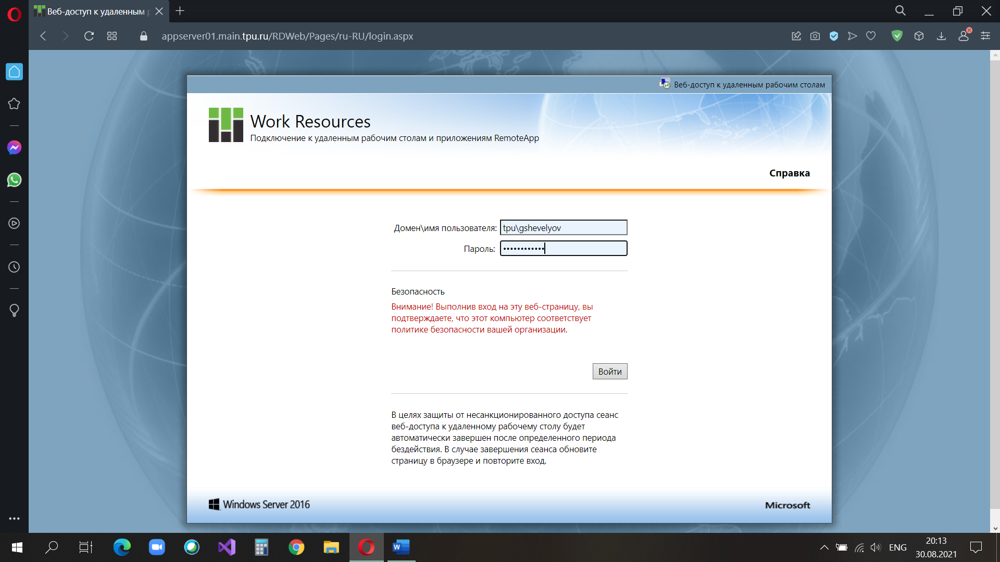 Веб-доступ к удаленным
appserver01.main.tpu.ru/RDWeb/Pages/ru-RU/login.aspx
Веб-доступ к удаленным рабочим столам
Work Resources
Подключение к удаленным рабочим столам и приложениям RemoteApp
Справка
Домен\имя пользователя: tpu\gshevelyov
Пароль: ••••••••••••
Безопасность
Внимание! Выполнив вход на эту веб-страницу, вы
подтверждаете, что этот компьютер соответствует
политике безопасности вашей организации.
Войти
В целях защиты от несанкционированного доступа сеанс
веб-доступа к удаленному рабочему столу будет
автоматически завершен после определенного периода
бездействия. В случае завершения сеанса обновите
страницу в браузере и повторите вход.
Windows Server 2016
Microsoft
ENG
20:13
30.08.2021